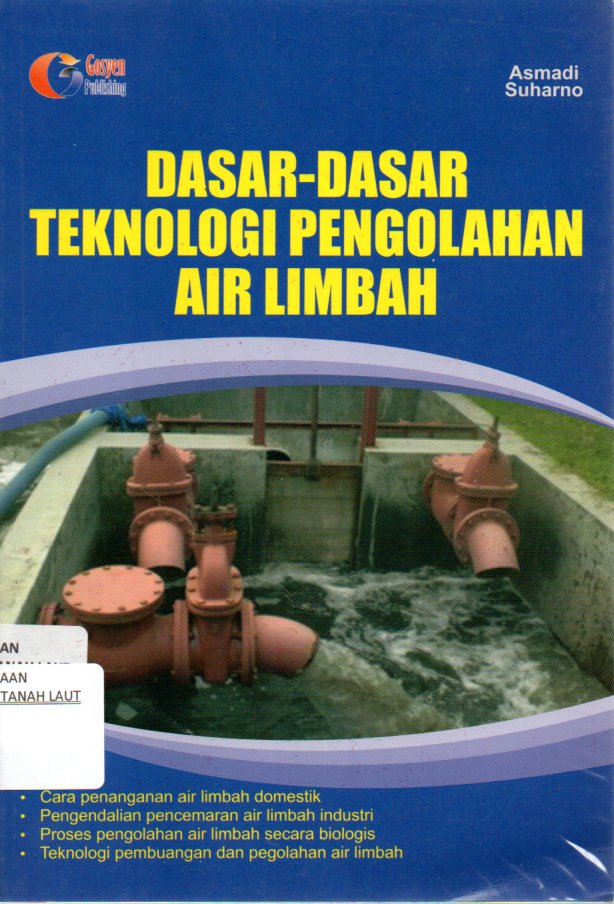 Gosyen
Publishing
Asmadi
Suharno
DASAR-DASAR
TEKNOLOGI PENGOLAHAN
AIR LIMBAH
AN
AAN
TANAH LAUT
• Cara penanganan air limbah domestik
• Pengendalian pencemaran air limbah industri
• Proses pengolahan air limbah secara biologis
• Teknologi pembuangan dan pegolahan air limbah